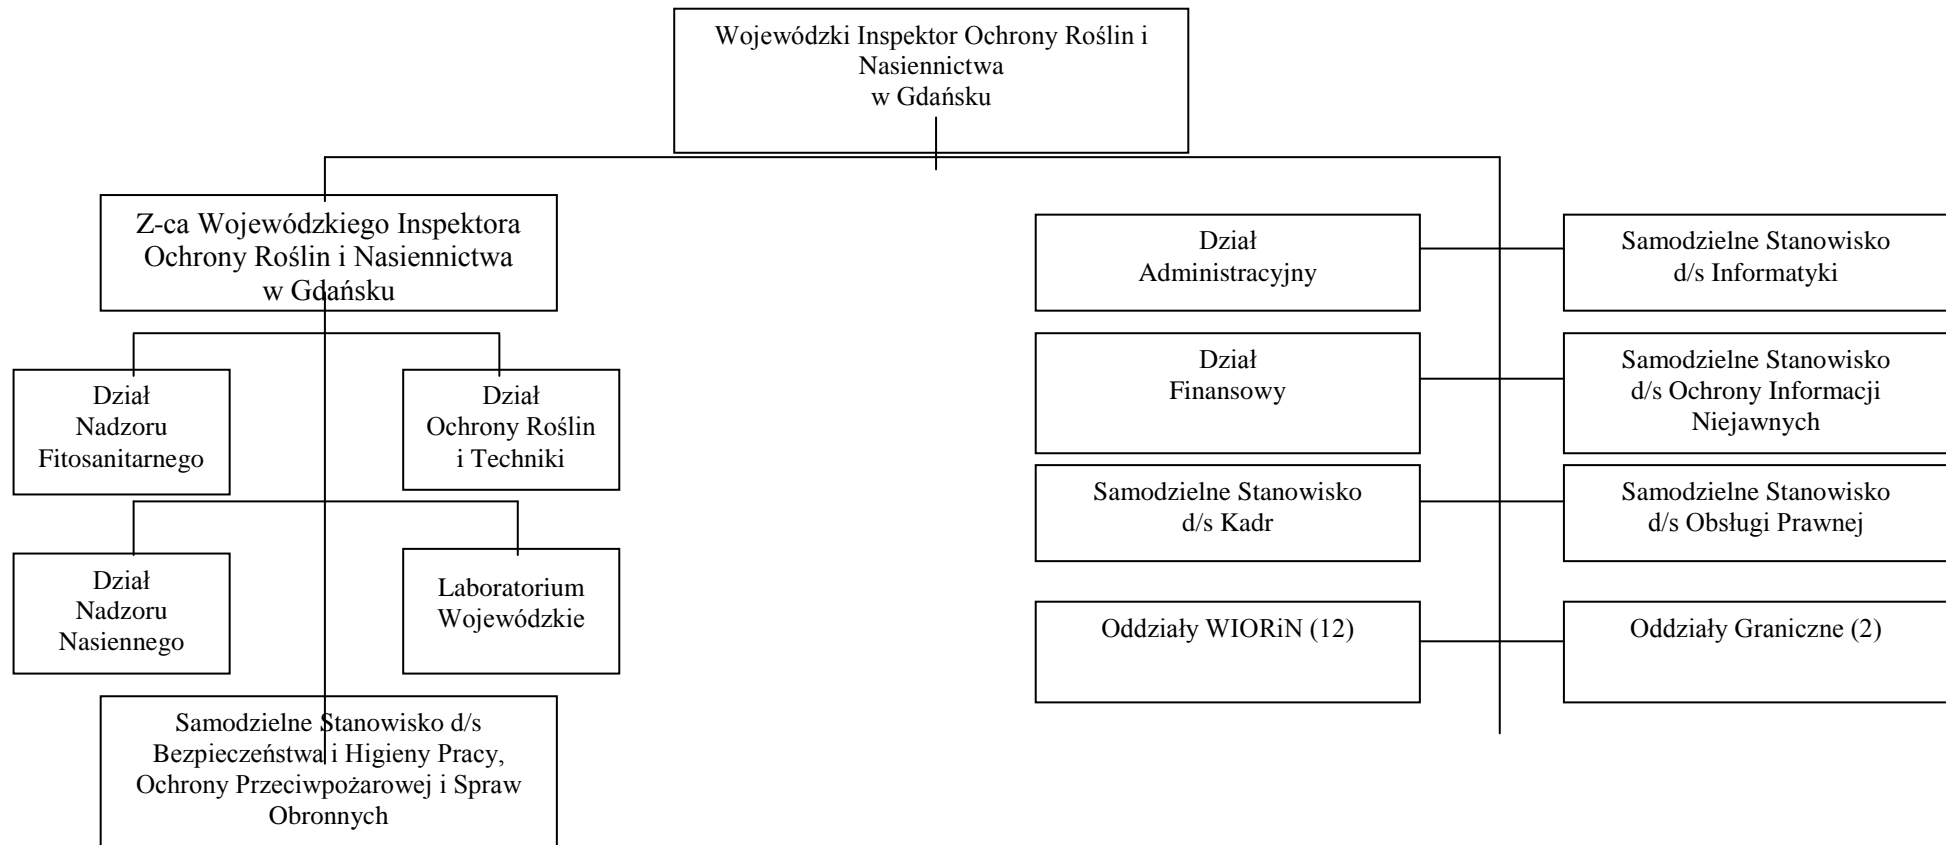 Wojewódzki Inspektor Ochrony Roślin i
Nasiennictwa
w Gdańsku
Z-ca Wojewódzkiego Inspektora
Ochrony Roślin i Nasiennictwa
w Gdańsku
Dział
Nadzoru
Fitosanitarnego
Dział
Ochrony Roślin
i Techniki
Dział
Nadzoru
Nasiennego
Laboratorium
Wojewódzkie
Samodzielne Stanowisko d/s
Bezpieczeństwa i Higieny Pracy,
Ochrony Przeciwpożarowej i Spraw
Obronnych
Dział
Administracyjny
Samodzielne Stanowisko
d/s Informatyki
Dział
Finansowy
Samodzielne Stanowisko
d/s Ochrony Informacji
Niejawnych
Samodzielne Stanowisko
d/s Kadr
Samodzielne Stanowisko
d/s Obsługi Prawnej
Oddziały WIORiN (12)
Oddziały Graniczne (2)